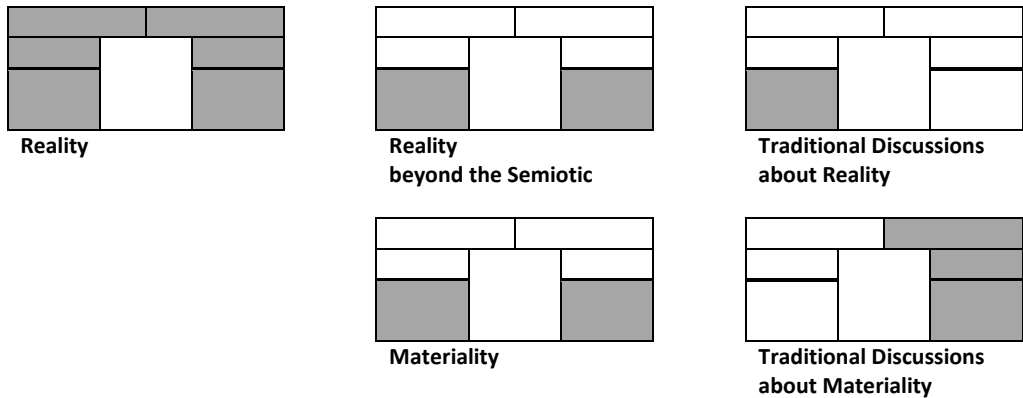 Reality
Reality
beyond the Semiotic
Traditional Discussions
about Reality
Materiality
Traditional Discussions
about Materiality